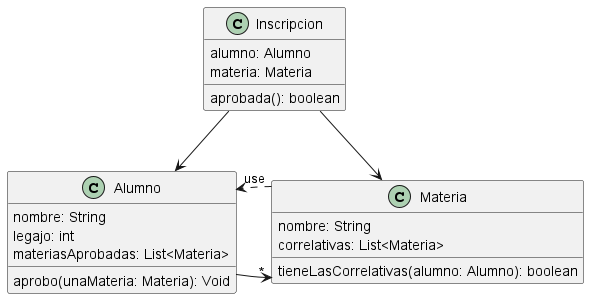 C Inscripcion
alumno: Alumno
materia: Materia
aprobada(): boolean
use
C Alumno
nombre: String
legajo: int
materiasAprobadas: List<Materia>
aprobo(unaMateria: Materia): Void
*
C Materia
nombre: String
correlativas: List<Materia>
tieneLasCorrelativas(alumno: Alumno): boolean